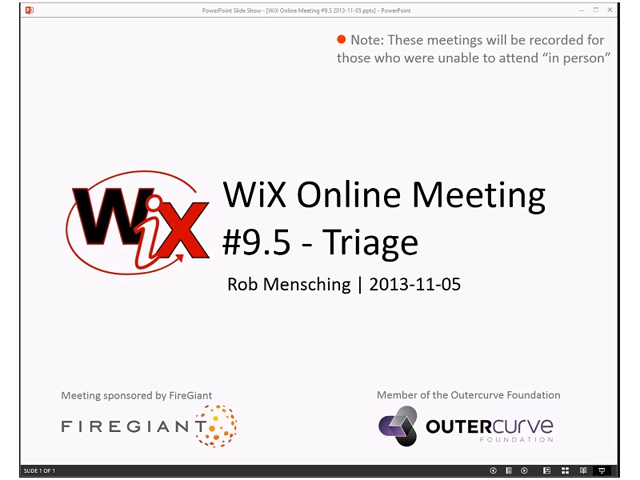 PowerPoint Slide Show - [WiX Online Meeting #9.5 2013-11-05.pptx] - PowerPoint
Note: These meetings will be recorded for
those who were unable to attend “in person”
WiX
WiX Online Meeting
#9.5 - Triage
Rob Mensching | 2013-11-05
Meeting sponsored by FireGiant
FIREGIANT
Member of the Outercurve Foundation
OUTERCURVE
FOUNDATION
SLIDE 1 OF 1